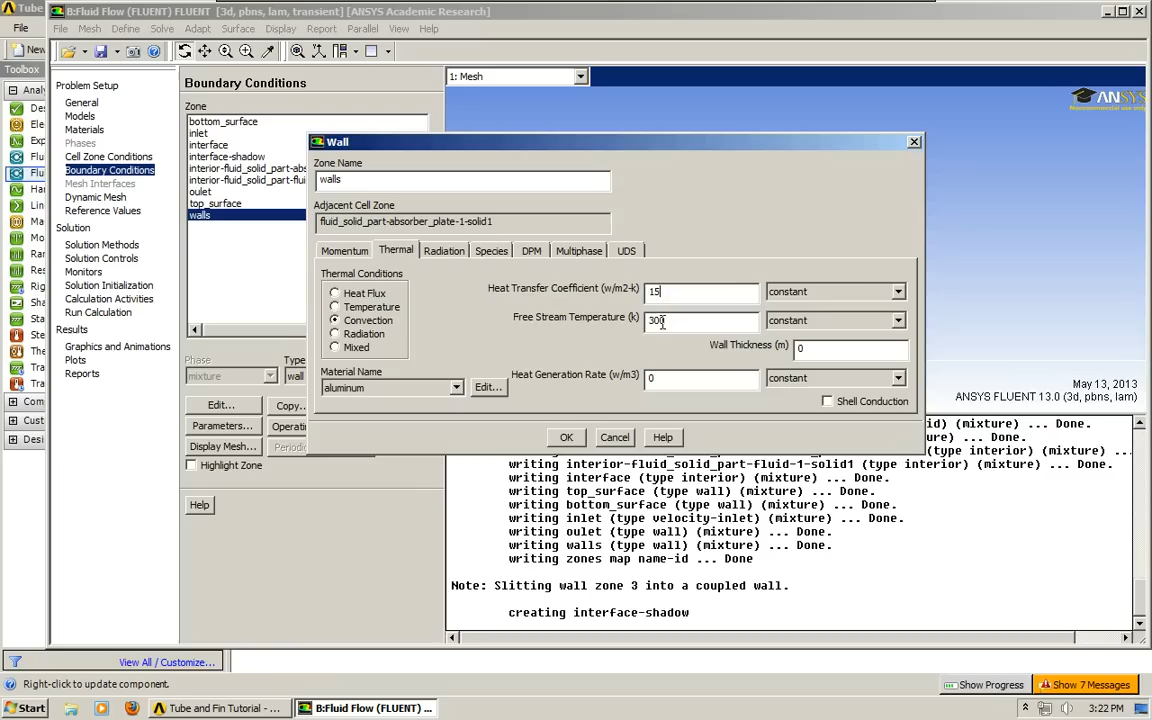 Tube
B:Fluid Flow (FLUENT) FLUENT [3d, pbns, lam, transient] [ANSYS Academic Research]
File
File Mesh Define Solve Adapt Surface Display Report Parallel View Help
New
Toolbox
Problem Setup
General
Models
Materials
Phases
Cell Zone Conditions
Boundary Conditions
Mesh Interfaces
Dynamic Mesh
Reference Values
Solution
Solution Methods
Solution Controls
Monitors
Solution Initialization
Calculation Activities
Run Calculation
Results
Graphics and Animations
Plots
Reports
Boundary Conditions
Zone
bottom_surface
inlet
interface
interface-shadow
interior-fluid_solid_part-abs
interior-fluid_solid_part-flui
oulet
top_surface
walls
Phase
mixture
Type
wall
Edit...
Copy...
Parameters...
Display Mesh...
Highlight Zone
Help
1: Mesh
ANSYS
Wall
Zone Name
walls
Adjacent Cell Zone
fluid_solid_part-absorber_plate-1-solid1
Momentum Thermal Radiation Species DPM Multiphase UDS
Thermal Conditions
Heat Flux
Temperature
Convection
Radiation
Mixed
Heat Transfer Coefficient (w/m2-k) 15 constant
Free Stream Temperature (k) 300 constant
Wall Thickness (m) 0
Material Name
aluminum
Edit...
Heat Generation Rate (w/m3) 0 constant
Shell Conduction
OK Cancel Help
May 13, 2013
ANSYS FLUENT 13.0 (3d, pbns, lam)
writing interior-fluid_solid_part-fluid-1-solid1 (type interior) (mixture) ... Done.
writing interface (type interior) (mixture) ... Done.
writing top_surface (type wall) (mixture) ... Done.
writing bottom_surface (type wall) (mixture) ... Done.
writing inlet (type velocity-inlet) (mixture) ... Done.
writing oulet (type wall) (mixture) ... Done.
writing walls (type wall) (mixture) ... Done.
writing zones map name-id ... Done
Note: Slitting wall zone 3 into a coupled wall.
creating interface-shadow
View All / Customize...
Right-click to update component.
Show Progress
Show 7 Messages
Start
Tube and Fin Tutorial - ...
B:Fluid Flow (FLUENT) ...
3:22 PM